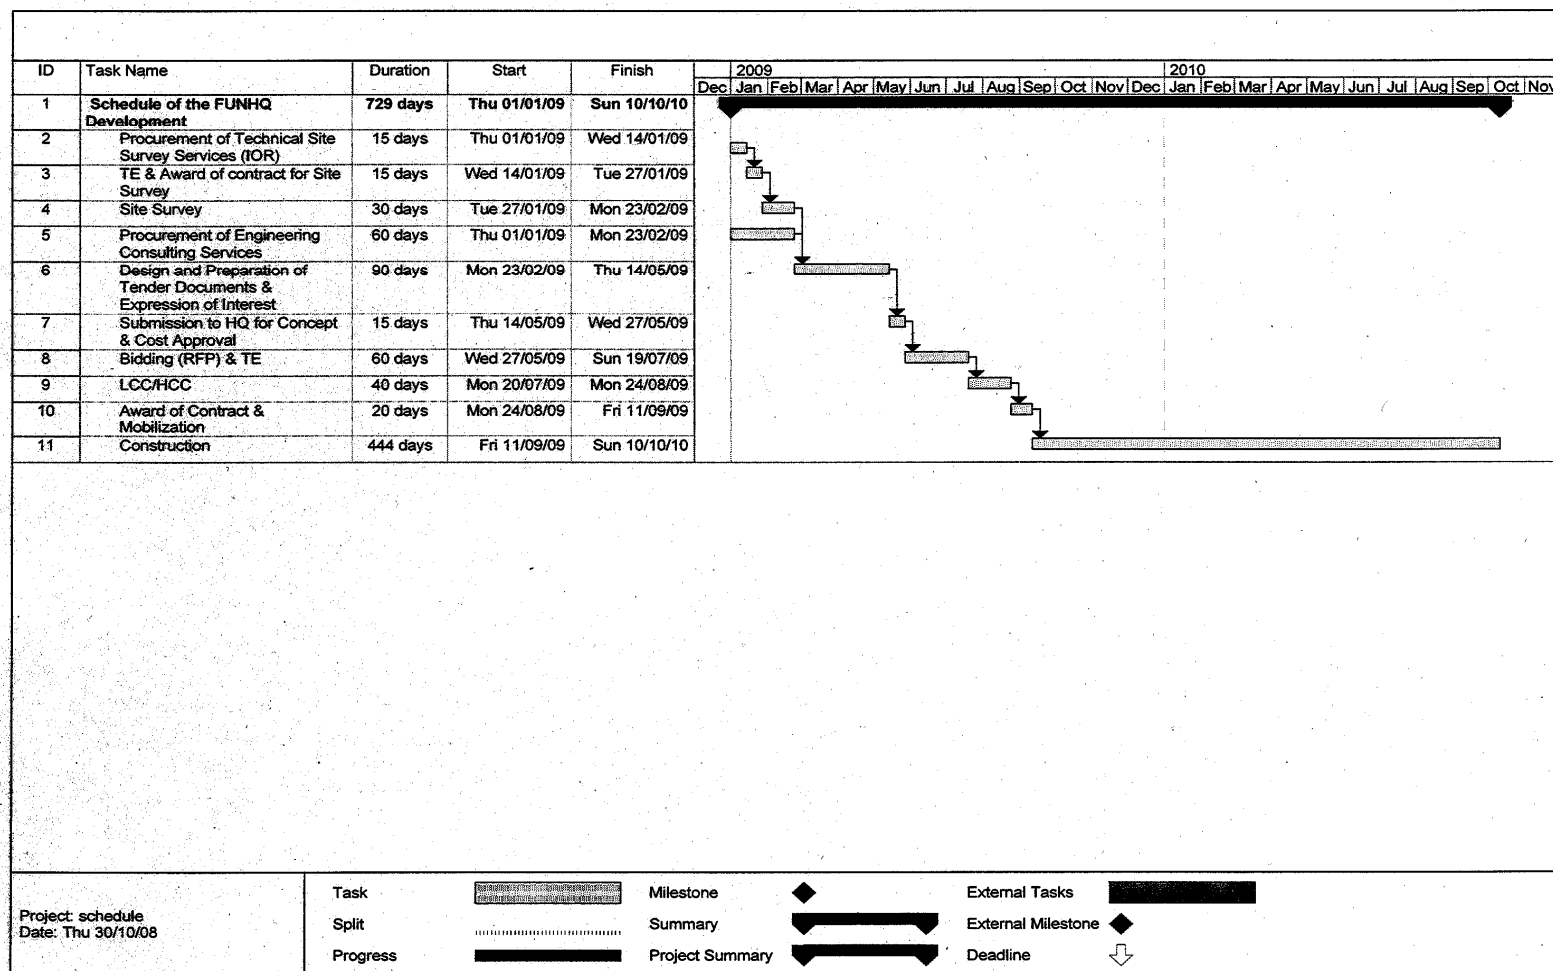 ID Task Name Duration Start Finish 2009 2010
Dec Jan Feb Mar Apr May Jun Jul Aug Sep Oct Nov Dec Jan Feb Mar Apr May Jun Jul Aug Sep Oct Nov
1 Schedule of the FUNHQ 729 days Thu 01/01/09 Sun 10/10/10
Development
2 Procurement of Technical Site 15 days Thu 01/01/09 Wed 14/01/09
Survey Services (IOR)
3 TE & Award of contract for Site 15 days Wed 14/01/09 Tue 27/01/09
Survey
4 Site Survey 30 days Tue 27/01/09 Mon 23/02/09
5 Procurement of Engineering 60 days Thu 01/01/09 Mon 23/02/09
Consulting Services
6 Design and Preparation of 90 days Mon 23/02/09 Thu 14/05/09
Tender Documents &
Expression of Interest
7 Submission to HQ for Concept 15 days Thu 14/05/09 Wed 27/05/09
& Cost Approval
8 Bidding (RFP) & TE 60 days Wed 27/05/09 Sun 19/07/09
9 LCC/HCC 40 days Mon 20/07/09 Mon 24/08/09
10 Award of Contract & 20 days Mon 24/08/09 Fri 11/09/09
Mobilization
11 Construction 444 days Fri 11/09/09 Sun 10/10/10
Project: schedule
Date: Thu 30/10/08
Task Milestone External Tasks
Split Summary External Milestone
Progress Project Summary Deadline